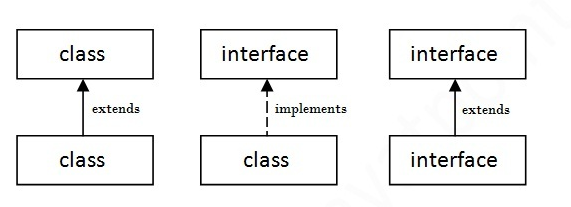 class
extends
class
interface
implements
class
interface
extends
interface